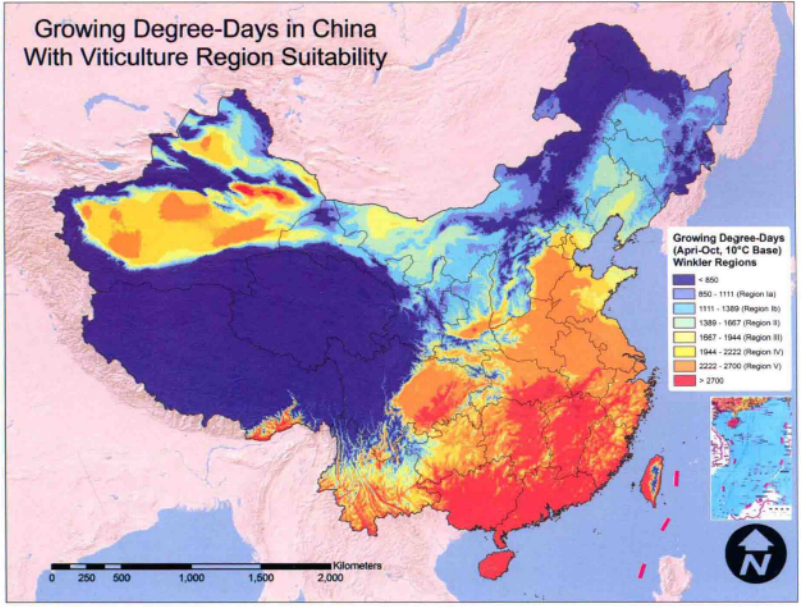 Growing Degree-Days in China
With Viticulture Region Suitability
Growing Degree-Days
(Apri-Oct, 10°C Base)
Winkler Regions
< 850
850 - 1111 (Region Ia)
1111 - 1389 (Region Ib)
1389 - 1667 (Region II)
1667 - 1944 (Region III)
1944 - 2222 (Region IV)
2222 - 2700 (Region V)
> 2700
Kilometers
0 250 500 1,000 1,500 2,000
N